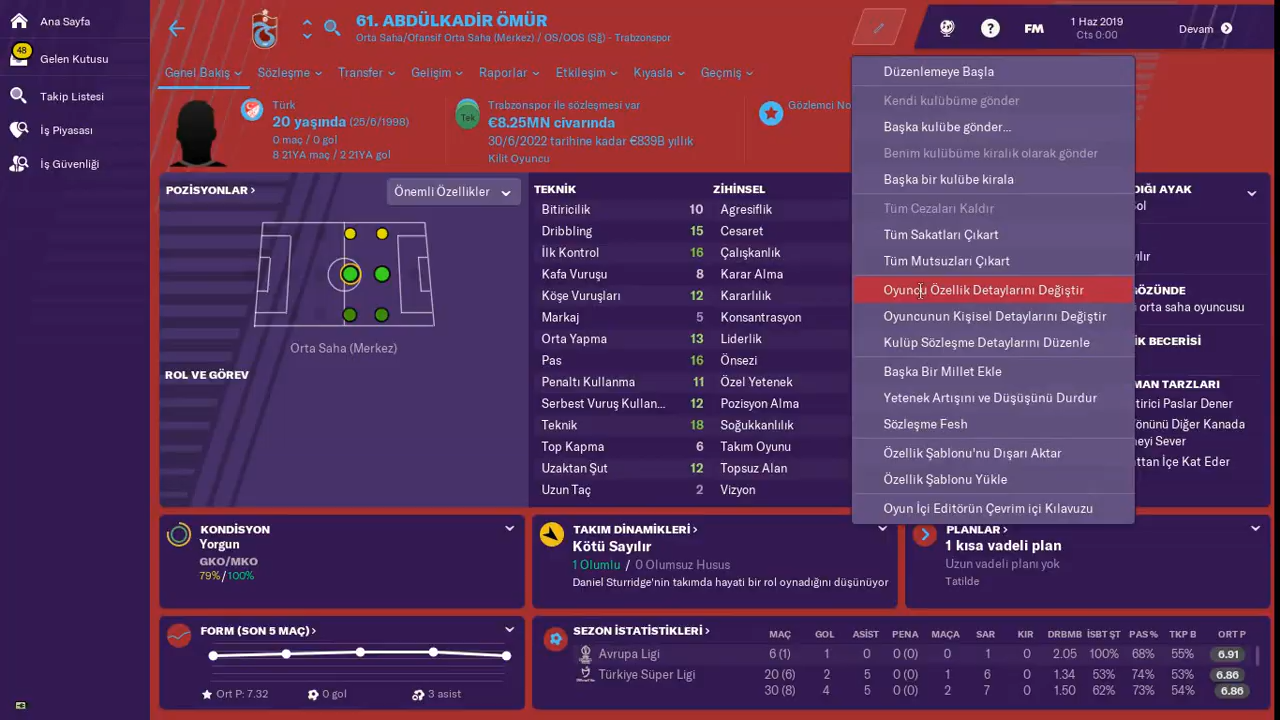 Ana Sayfa
48
Gelen Kutusu
Takip Listesi
İş Piyasası
İş Güvenliği
61. ABDÜLKADİR ÖMÜR
Orta Saha/Ofansif Orta Saha (Merkez) / OS/OOS (Sğ) - Trabzonspor
FM
1 Haz 2019
Cts 0:00
Devam
Genel Bakış
Sözleşme
Transfer
Gelişim
Raporlar
Etkileşim
Kıyasla
Geçmiş
Türk
20 yaşında (25/6/1998)
0 maç / 0 gol
8 21YA maç / 2 21YA gol
Tek
Trabzonspor ile sözleşmesi var
€8.25MN civarında
30/6/2022 tarihine kadar €839B yıllık
Kilit Oyuncu
Gözlemci No
Düzenlemeye Başla
Kendi kulübüme gönder
Başka kulübe gönder...
Benim kulübüme kiralık olarak gönder
Başka bir kulübe kirala
Tüm Cezaları Kaldır
Tüm Sakatları Çıkart
Tüm Mutsuzları Çıkart
Oyuncu Özellik Detaylarını Değiştir
Oyuncunun Kişisel Detaylarını Değiştir
Kulüp Sözleşme Detaylarını Düzenle
Başka Bir Millet Ekle
Yetenek Artışını ve Düşüşünü Durdur
Sözleşme Fesh
Özellik Şablonu'nu Dışarı Aktar
Özellik Şablonu Yükle
Oyun İçi Editörün Çevrim içi Kılavuzu
POZİSYONLAR
Önemli Özellikler
Orta Saha (Merkez)
ROL VE GÖREV
TEKNİK
Bitiricilik 10
Dribbling 15
İlk Kontrol 16
Kafa Vuruşu 8
Köşe Vuruşları 12
Markaj 5
Orta Yapma 13
Pas 16
Penaltı Kullanma 11
Serbest Vuruş Kullan... 12
Teknik 18
Top Kapma 6
Uzaktan Şut 12
Uzun Taç 2
ZİHİNSEL
Agresiflik
Cesaret
Çalışkanlık
Karar Alma
Kararlılık
Konsantrasyon
Liderlik
Önsezi
Özel Yetenek
Pozisyon Alma
Soğukkanlılık
Takım Oyunu
Topsuz Alan
Vizyon
DIĞI AYAK
ol
ılır
GÖZÜNDE
orta saha oyuncusu
İK BECERİSİ
MAN TARZLARI
tirici Paslar Dener
Yönünü Diğer Kanada
meyi Sever
ttan İçe Kat Eder
KONDİSYON
Yorgun
GKO/MKO
79% / 100%
TAKIM DİNAMİKLERİ
Kötü Sayılır
1 Olumlu / 0 Olumsuz Husus
Daniel Sturridge'nin takımda hayati bir rol oynadığını düşünüyor
PLANLAR
1 kısa vadeli plan
Uzun vadeli planı yok
Tatilde
FORM (SON 5 MAÇ)
Ort P: 7.32
0 gol
3 asist
SEZON İSTATİSTİKLERİ MAÇ GOL ASİST PENA MAÇA SAR KIR DRBMB İSBT ŞT PAS % TKP B ORT P
Avrupa Ligi 6 (1) 1 0 0 (0) 0 1 0 2.05 100% 68% 55% 6.91
Türkiye Süper Ligi 20 (6) 2 5 0 (0) 1 6 0 1.34 53% 74% 53% 6.86
30 (8) 4 5 0 (0) 2 7 0 1.50 62% 73% 54% 6.86